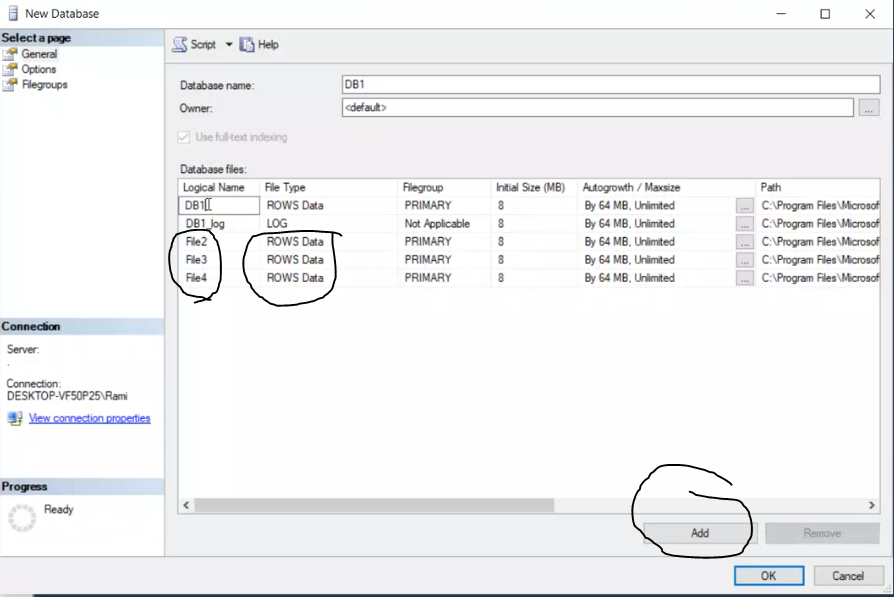 New Database
Select a page
General
Options
Filegroups
Script Help
Database name: DB1
Owner: <default> ...
Use full-text indexing
Database files:
Logical Name File Type Filegroup Initial Size (MB) Autogrowth / Maxsize Path
DB1 ROWS Data PRIMARY 8 By 64 MB, Unlimited ... C:\Program Files\Microsof
DB1_log LOG Not Applicable 8 By 64 MB, Unlimited ... C:\Program Files\Microsof
File2 ROWS Data PRIMARY 8 By 64 MB, Unlimited ... C:\Program Files\Microsof
File3 ROWS Data PRIMARY 8 By 64 MB, Unlimited ... C:\Program Files\Microsof
File4 ROWS Data PRIMARY 8 By 64 MB, Unlimited ... C:\Program Files\Microsof
Connection
Server:
.
Connection:
DESKTOP-VF50P25\Rami
View connection properties
Progress
Ready
Add Remove
OK Cancel